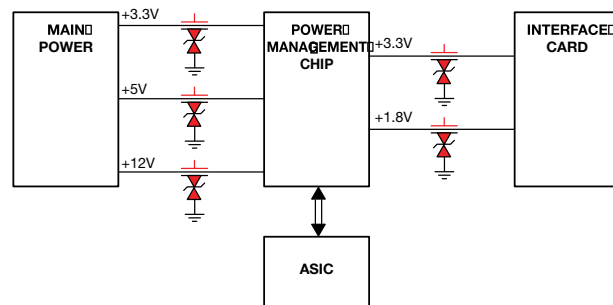 MAIN
POWER
+3.3V
+5V
+12V
POWER
MANAGEMENT
CHIP
+3.3V
+1.8V
INTERFACE
CARD
ASIC